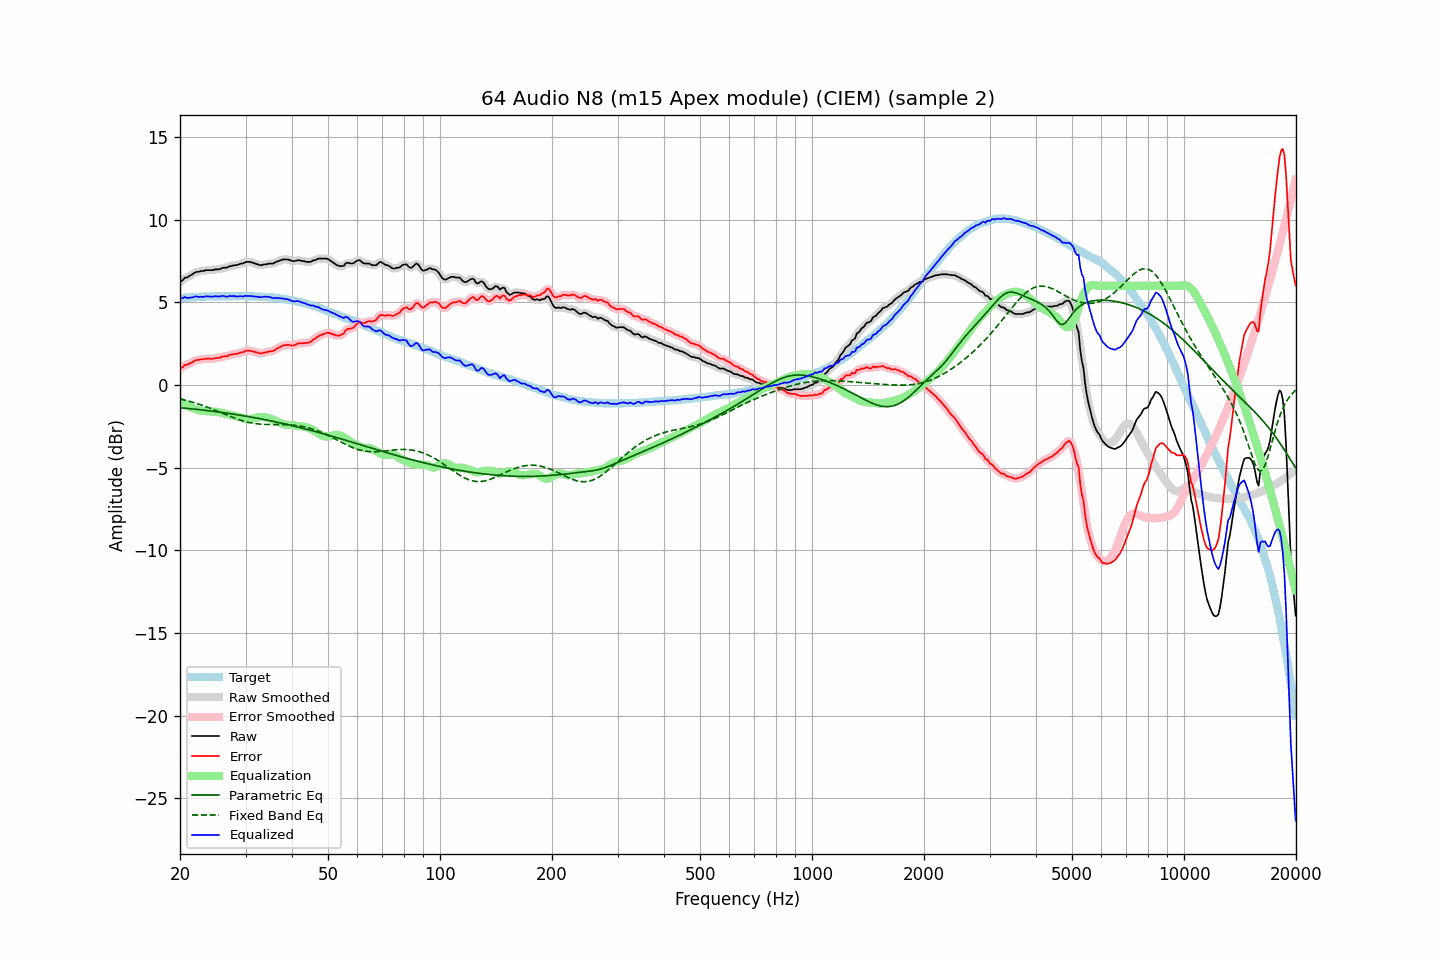 64 Audio N8 (m15 Apex module) (CIEM) (sample 2)
15
10
5
0
−5
−10
−15
−20
−25
Amplitude (dBr)
Target
Raw Smoothed
Error Smoothed
Raw
Error
Equalization
Parametric Eq
Fixed Band Eq
Equalized
20 50 100 200 500 1000 2000 5000 10000 20000
Frequency (Hz)